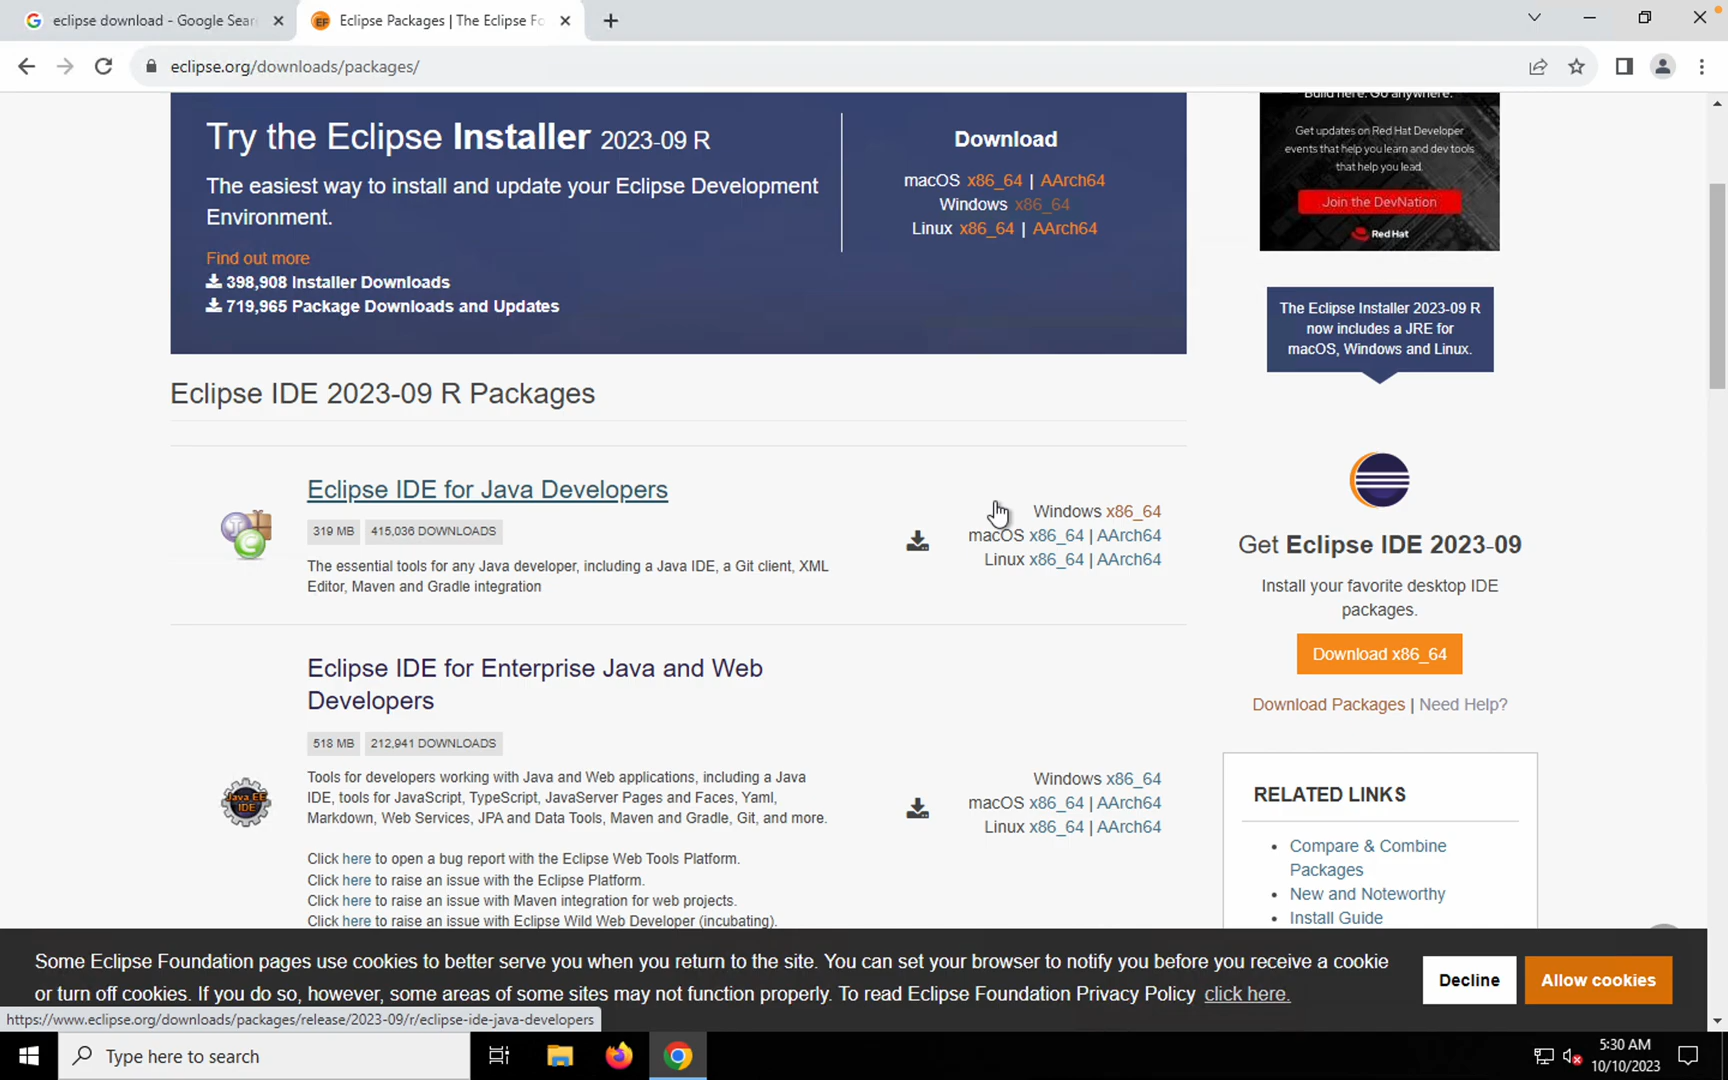 eclipse download - Google Sear
Eclipse Packages | The Eclipse Fo
eclipse.org/downloads/packages/
Try the Eclipse Installer 2023-09 R
The easiest way to install and update your Eclipse Development
Environment.
Find out more
398,908 Installer Downloads
719,965 Package Downloads and Updates
Download
macOS x86_64 | AArch64
Windows x86_64
Linux x86_64 | AArch64
Build here. Go anywhere.
Get updates on Red Hat Developer
events that help you learn and dev tools
that help you lead.
Join the DevNation
Red Hat
The Eclipse Installer 2023-09 R
now includes a JRE for
macOS, Windows and Linux.
Eclipse IDE 2023-09 R Packages
Eclipse IDE for Java Developers
319 MB 415,036 DOWNLOADS
The essential tools for any Java developer, including a Java IDE, a Git client, XML
Editor, Maven and Gradle integration
Windows x86_64
macOS x86_64 | AArch64
Linux x86_64 | AArch64
Get Eclipse IDE 2023-09
Install your favorite desktop IDE
packages.
Download x86_64
Download Packages | Need Help?
Eclipse IDE for Enterprise Java and Web
Developers
518 MB 212,941 DOWNLOADS
Java EE
IDE
Tools for developers working with Java and Web applications, including a Java
IDE, tools for JavaScript, TypeScript, JavaServer Pages and Faces, Yaml,
Markdown, Web Services, JPA and Data Tools, Maven and Gradle, Git, and more.
Click here to open a bug report with the Eclipse Web Tools Platform.
Click here to raise an issue with the Eclipse Platform.
Click here to raise an issue with Maven integration for web projects.
Click here to raise an issue with Eclipse Wild Web Developer (incubating).
Windows x86_64
macOS x86_64 | AArch64
Linux x86_64 | AArch64
RELATED LINKS
Compare & Combine
Packages
New and Noteworthy
Install Guide
Some Eclipse Foundation pages use cookies to better serve you when you return to the site. You can set your browser to notify you before you receive a cookie
or turn off cookies. If you do so, however, some areas of some sites may not function properly. To read Eclipse Foundation Privacy Policy click here.
Decline
Allow cookies
https://www.eclipse.org/downloads/packages/release/2023-09/r/eclipse-ide-java-developers
Type here to search
5:30 AM
10/10/2023